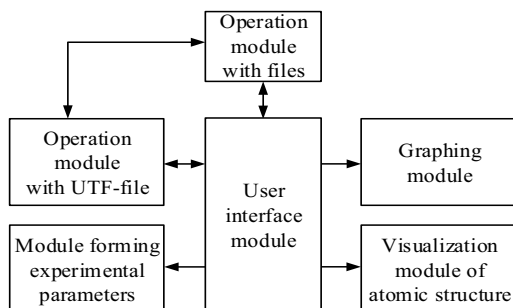 Operation
module
with files
Operation
module
with UTF-file
User
interface
module
Graphing
module
Module forming
experimental
parameters
Visualization
module of
atomic structure